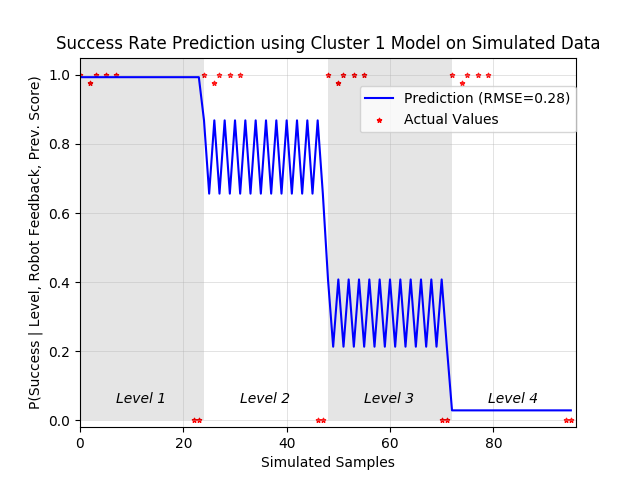 Success Rate Prediction using Cluster 1 Model on Simulated Data
P(Success | Level, Robot Feedback, Prev. Score)
1.0
0.8
0.6
0.4
0.2
0.0
Prediction (RMSE=0.28)
Actual Values
Level 1
Level 2
Level 3
Level 4
0
20
40
60
80
Simulated Samples